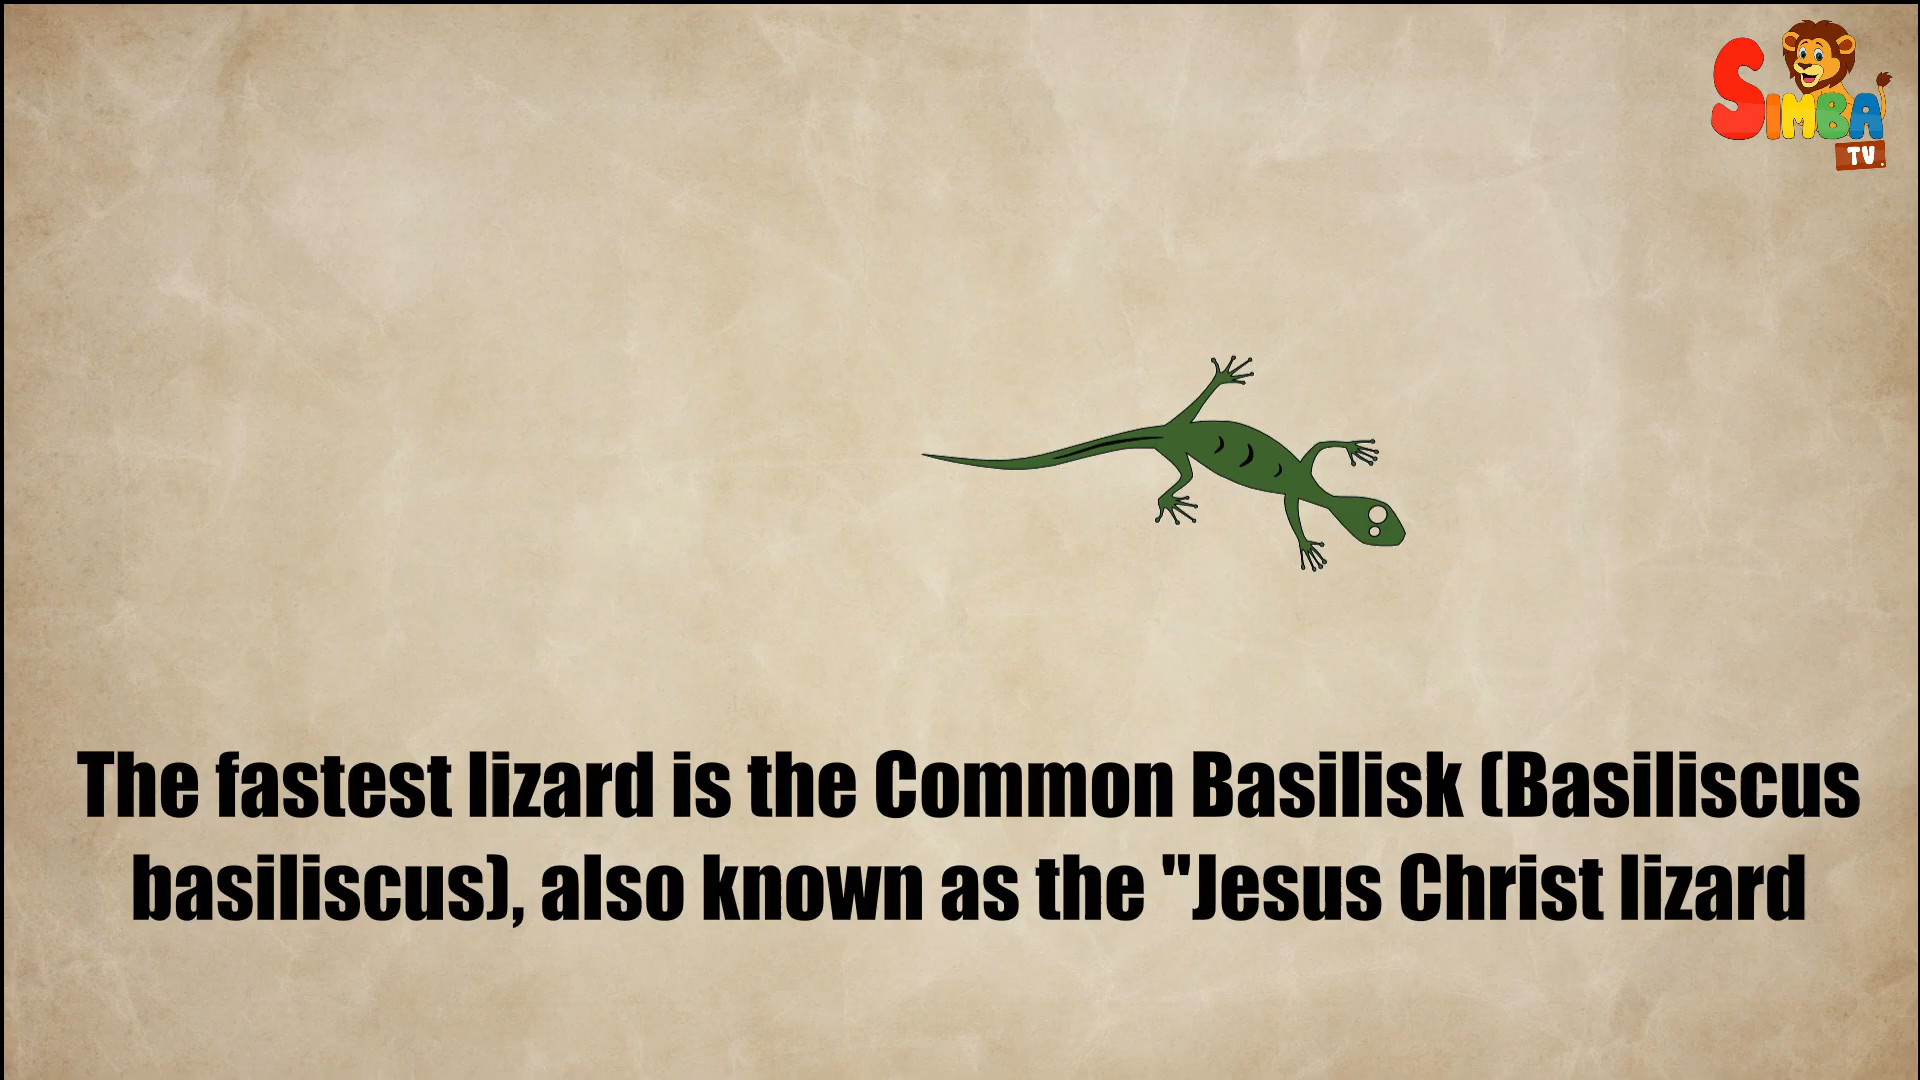 SIMBA
TV
The fastest lizard is the Common Basilisk (Basiliscus
basiliscus), also known as the "Jesus Christ lizard